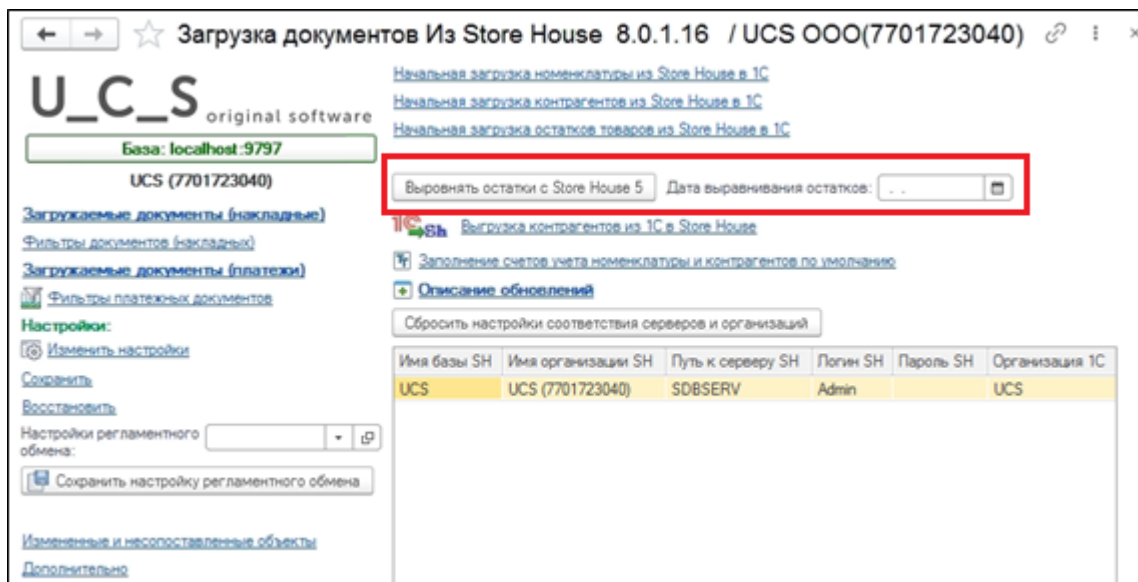 Загрузка документов Из Store House 8.0.1.16 / UCS ООО(7701723040)
U_C_S original software
База: localhost:9797
UCS (7701723040)
Загружаемые документы (накладные)
Фильтры документов (накладных)
Загружаемые документы (платежи)
Фильтры платежных документов
Настройки:
Изменить настройки
Сохранить
Восстановить
Настройки регламентного
обмена:
Сохранить настройку регламентного обмена
Измененные и несопоставленные объекты
Дополнительно
Начальная загрузка номенклатуры из Store House в 1С
Начальная загрузка контрагентов из Store House в 1С
Начальная загрузка остатков товаров из Store House в 1С
Выровнять остатки с Store House 5 Дата выравнивания остатков: . .
1С Sh Выгрузка контрагентов из 1С в Store House
Заполнение счетов учета номенклатуры и контрагентов по умолчанию
Описание обновлений
Сбросить настройки соответствия серверов и организаций
Имя базы SH Имя организации SH Путь к серверу SH Логин SH Пароль SH Организация 1С
UCS UCS (7701723040) SDBSERV Admin UCS